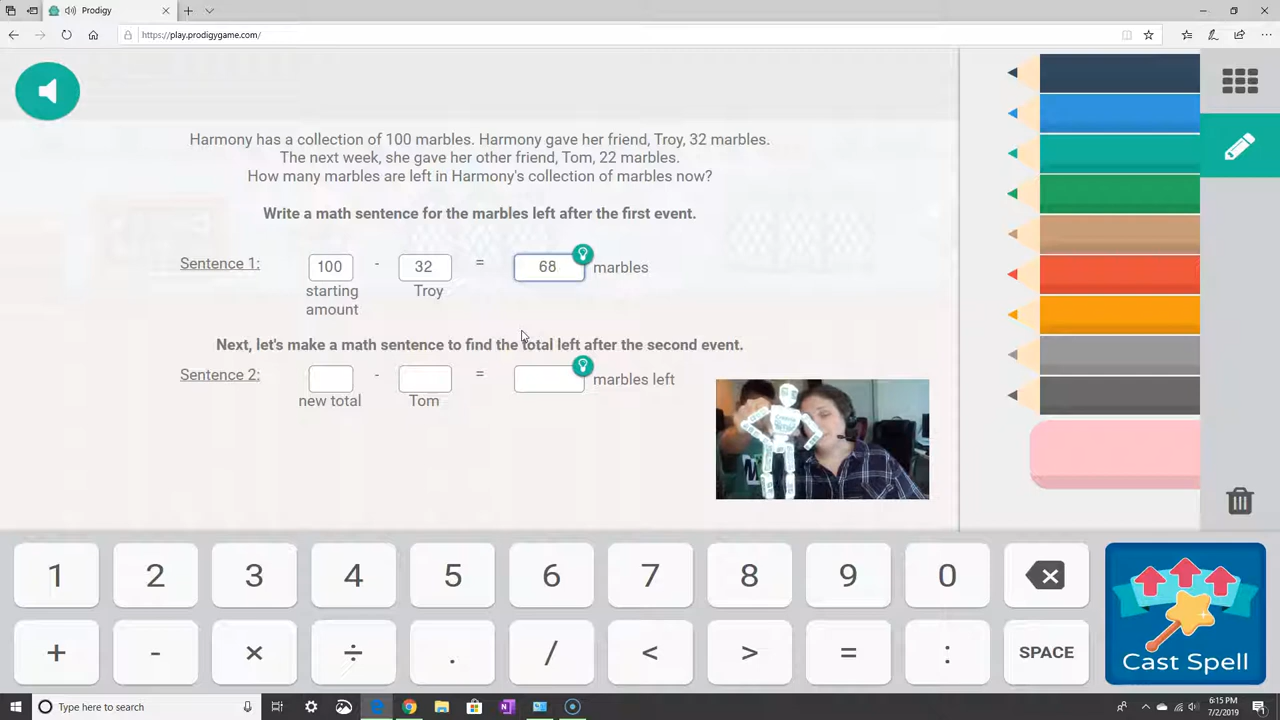 Prodigy
https://play.prodigygame.com/
Harmony has a collection of 100 marbles. Harmony gave her friend, Troy, 32 marbles.
The next week, she gave her other friend, Tom, 22 marbles.
How many marbles are left in Harmony's collection of marbles now?
Write a math sentence for the marbles left after the first event.
Sentence 1: 100 - 32 = 68 marbles
starting Troy
amount
Next, let's make a math sentence to find the total left after the second event.
Sentence 2: - = marbles left
new total Tom
1 2 3 4 5 6 7 8 9 0
+ - × ÷ . / < > = : SPACE
Cast Spell
Type here to search
6:15 PM
7/2/2019